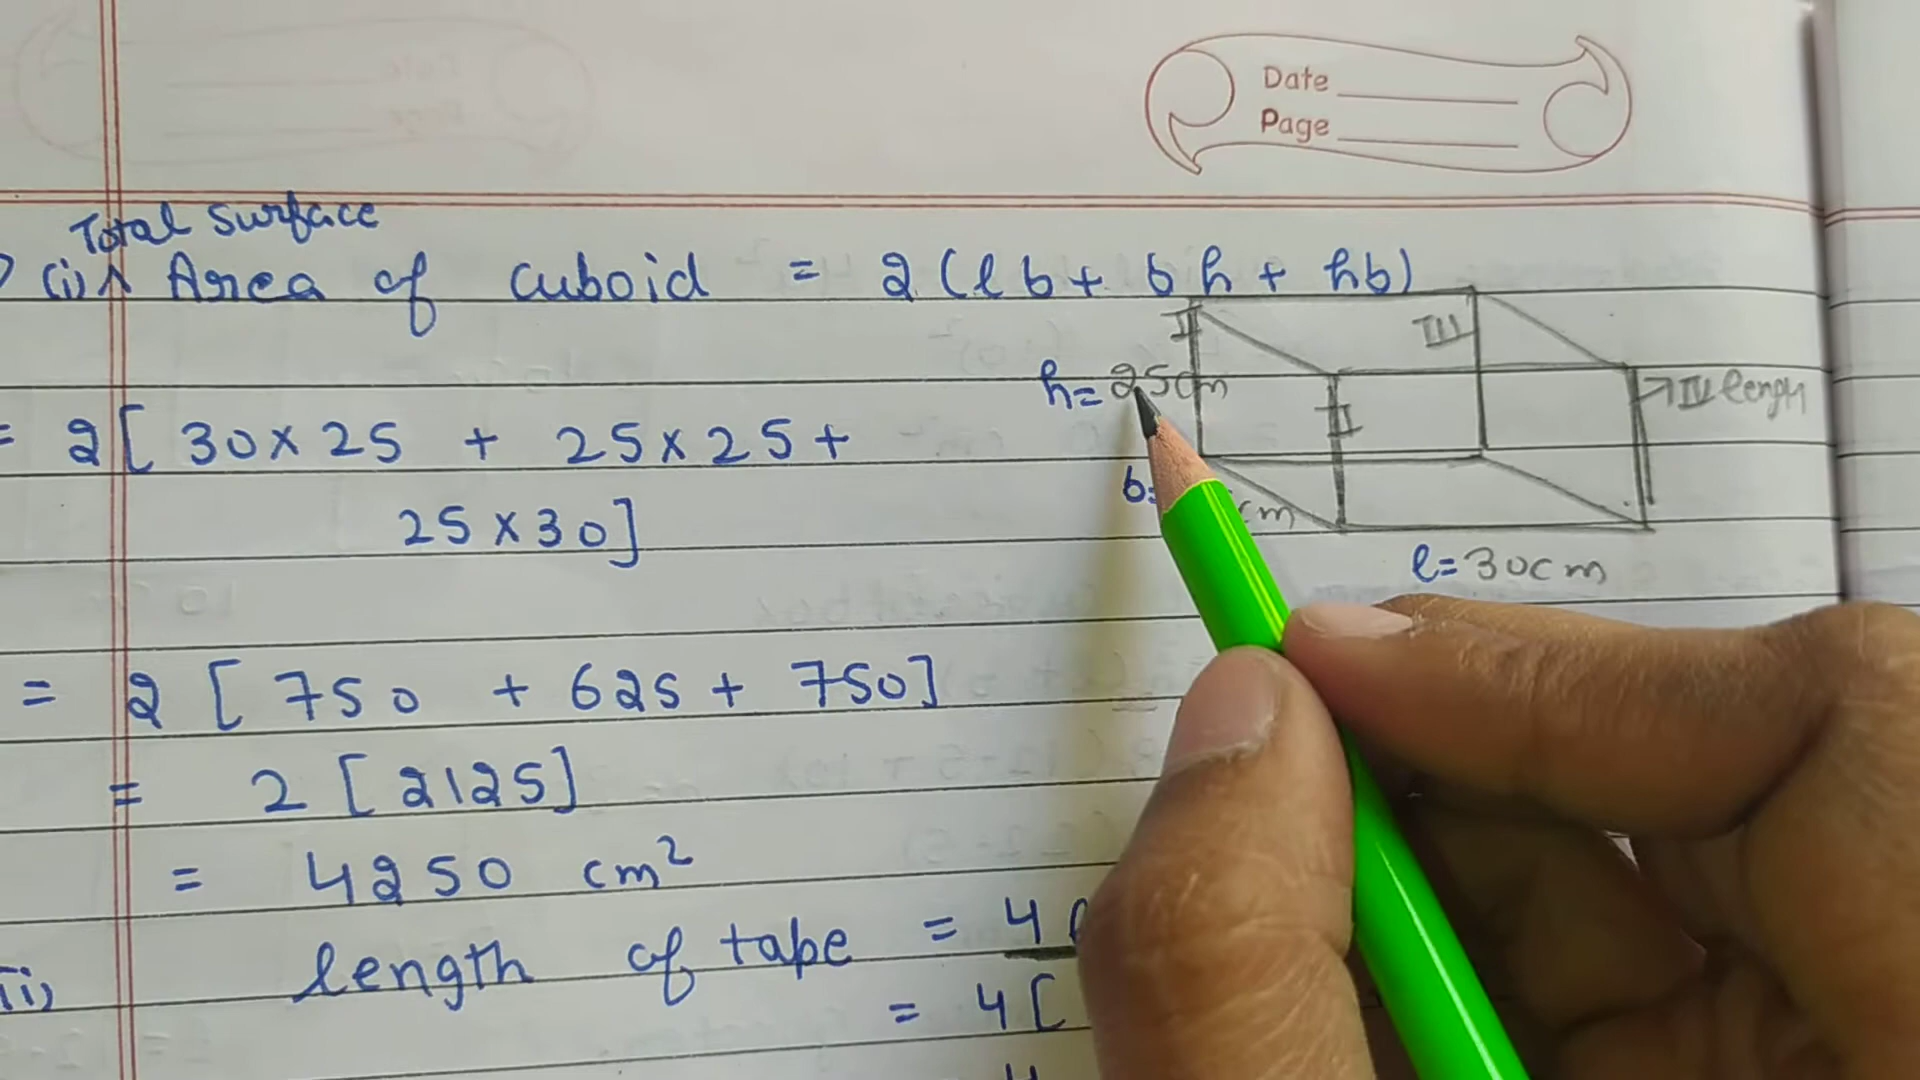 Date
Page
Total surface
(i) ^ Area of cuboid = 2(lb + bh + hb)
II
III
h= 25cm
II
IV length
= 2[ 30×25 + 25×25+
25×30]
b=
cm
l=30cm
= 2 [ 750 + 625 + 750]
= 2 [2125]
= 4250 cm²
length of tape = 4
= 4[